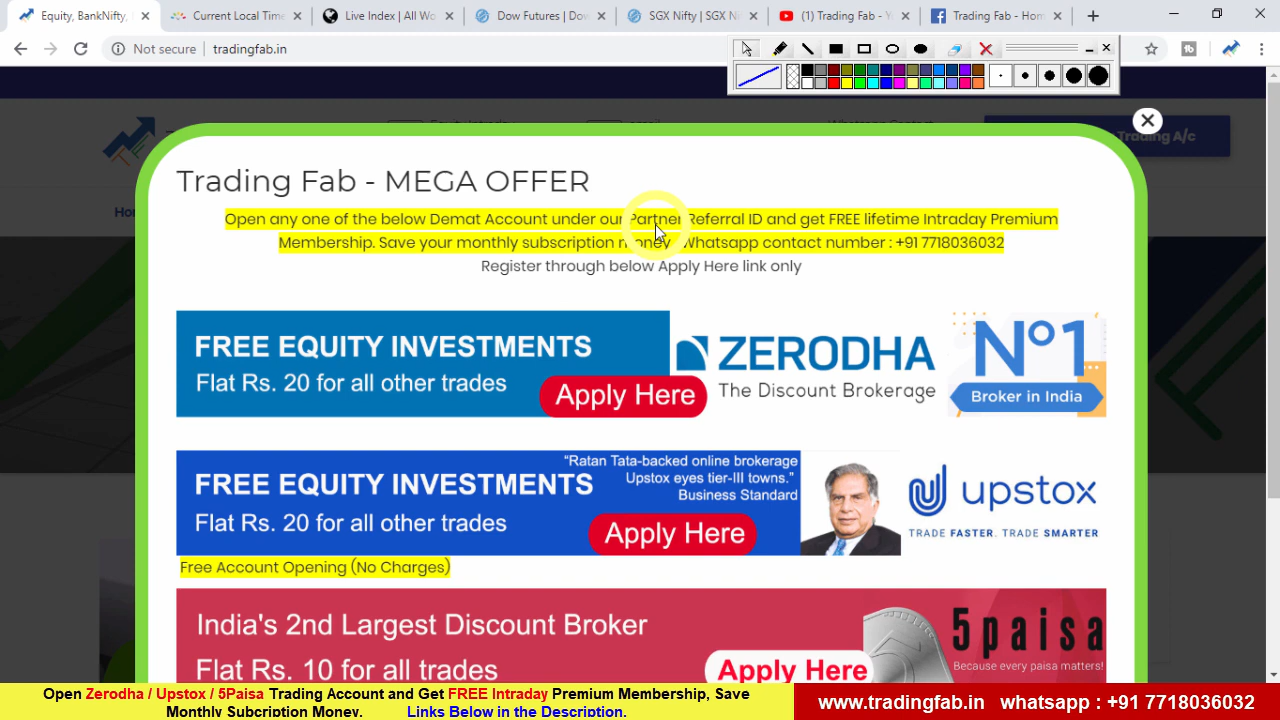 Equity, BankNifty,
Current Local Time
Live Index | All Wo
Dow Futures | Dow
SGX Nifty | SGX N
(1) Trading Fab - Y
Trading Fab - Hom
Not secure
tradingfab.in
Trading A/c
Trading Fab - MEGA OFFER
Open any one of the below Demat Account under our Partner Referral ID and get FREE lifetime Intraday Premium
Membership. Save your monthly subscription money. Whatsapp contact number : +91 7718036032
Register through below Apply Here link only
FREE EQUITY INVESTMENTS
Flat Rs. 20 for all other trades
Apply Here
ZERODHA
The Discount Brokerage
Nº1
Broker in India
"Ratan Tata-backed online brokerage
Upstox eyes tier-III towns."
Business Standard
FREE EQUITY INVESTMENTS
Flat Rs. 20 for all other trades
Apply Here
upstox
TRADE FASTER. TRADE SMARTER
Free Account Opening (No Charges)
India's 2nd Largest Discount Broker
Flat Rs. 10 for all trades
Apply Here
5paisa
Because every paisa matters!
Open Zerodha / Upstox / 5Paisa Trading Account and Get FREE Intraday Premium Membership, Save
Monthly Subcription Money. Links Below in the Description.
www.tradingfab.in whatsapp : +91 7718036032